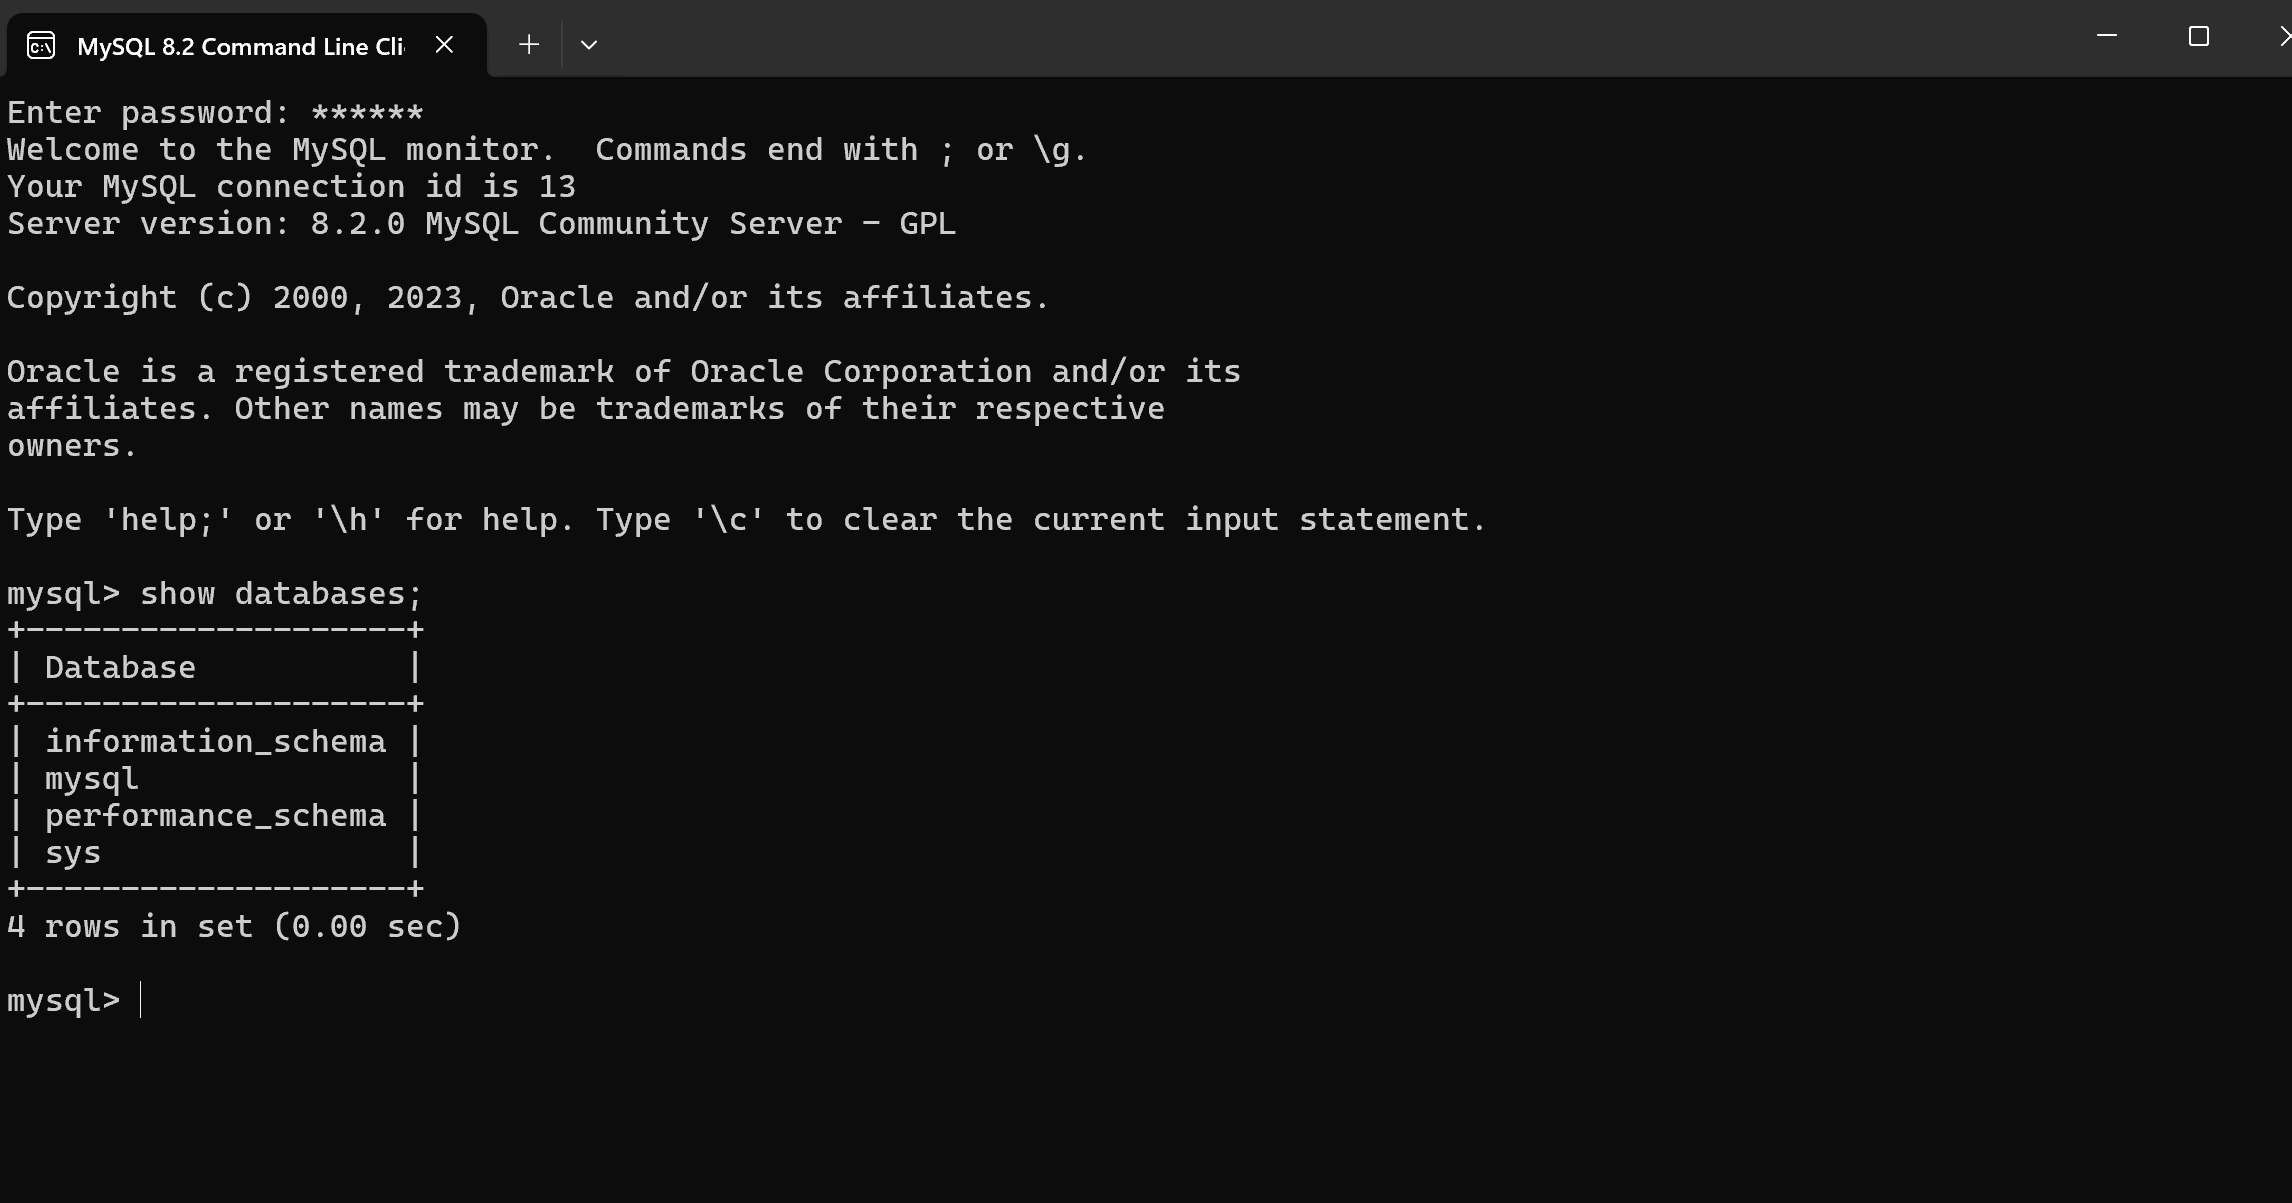 MySQL 8.2 Command Line Cli
Enter password: ******
Welcome to the MySQL monitor.  Commands end with ; or \g.
Your MySQL connection id is 13
Server version: 8.2.0 MySQL Community Server - GPL

Copyright (c) 2000, 2023, Oracle and/or its affiliates.

Oracle is a registered trademark of Oracle Corporation and/or its
affiliates. Other names may be trademarks of their respective
owners.

Type 'help;' or '\h' for help. Type '\c' to clear the current input statement.

mysql> show databases;
+--------------------+
| Database           |
+--------------------+
| information_schema |
| mysql              |
| performance_schema |
| sys                |
+--------------------+
4 rows in set (0.00 sec)

mysql>